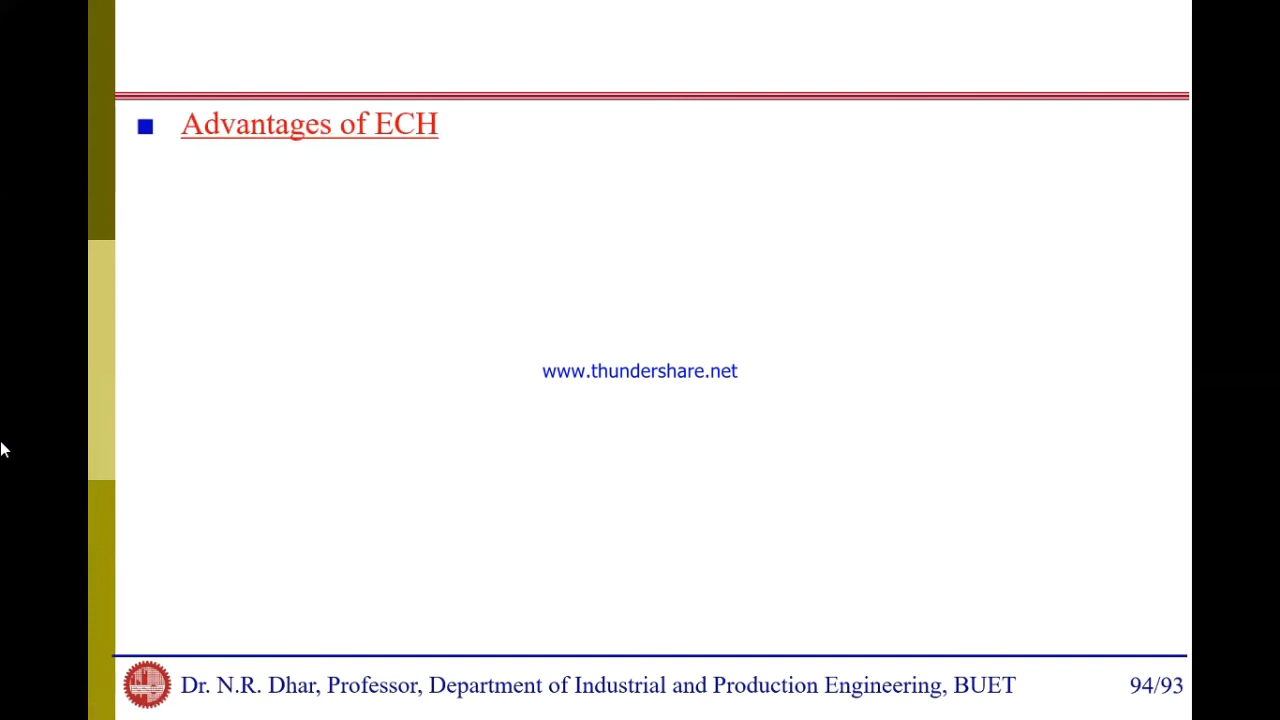 Advantages of ECH
www.thundershare.net
Dr. N.R. Dhar, Professor, Department of Industrial and Production Engineering, BUET 94/93